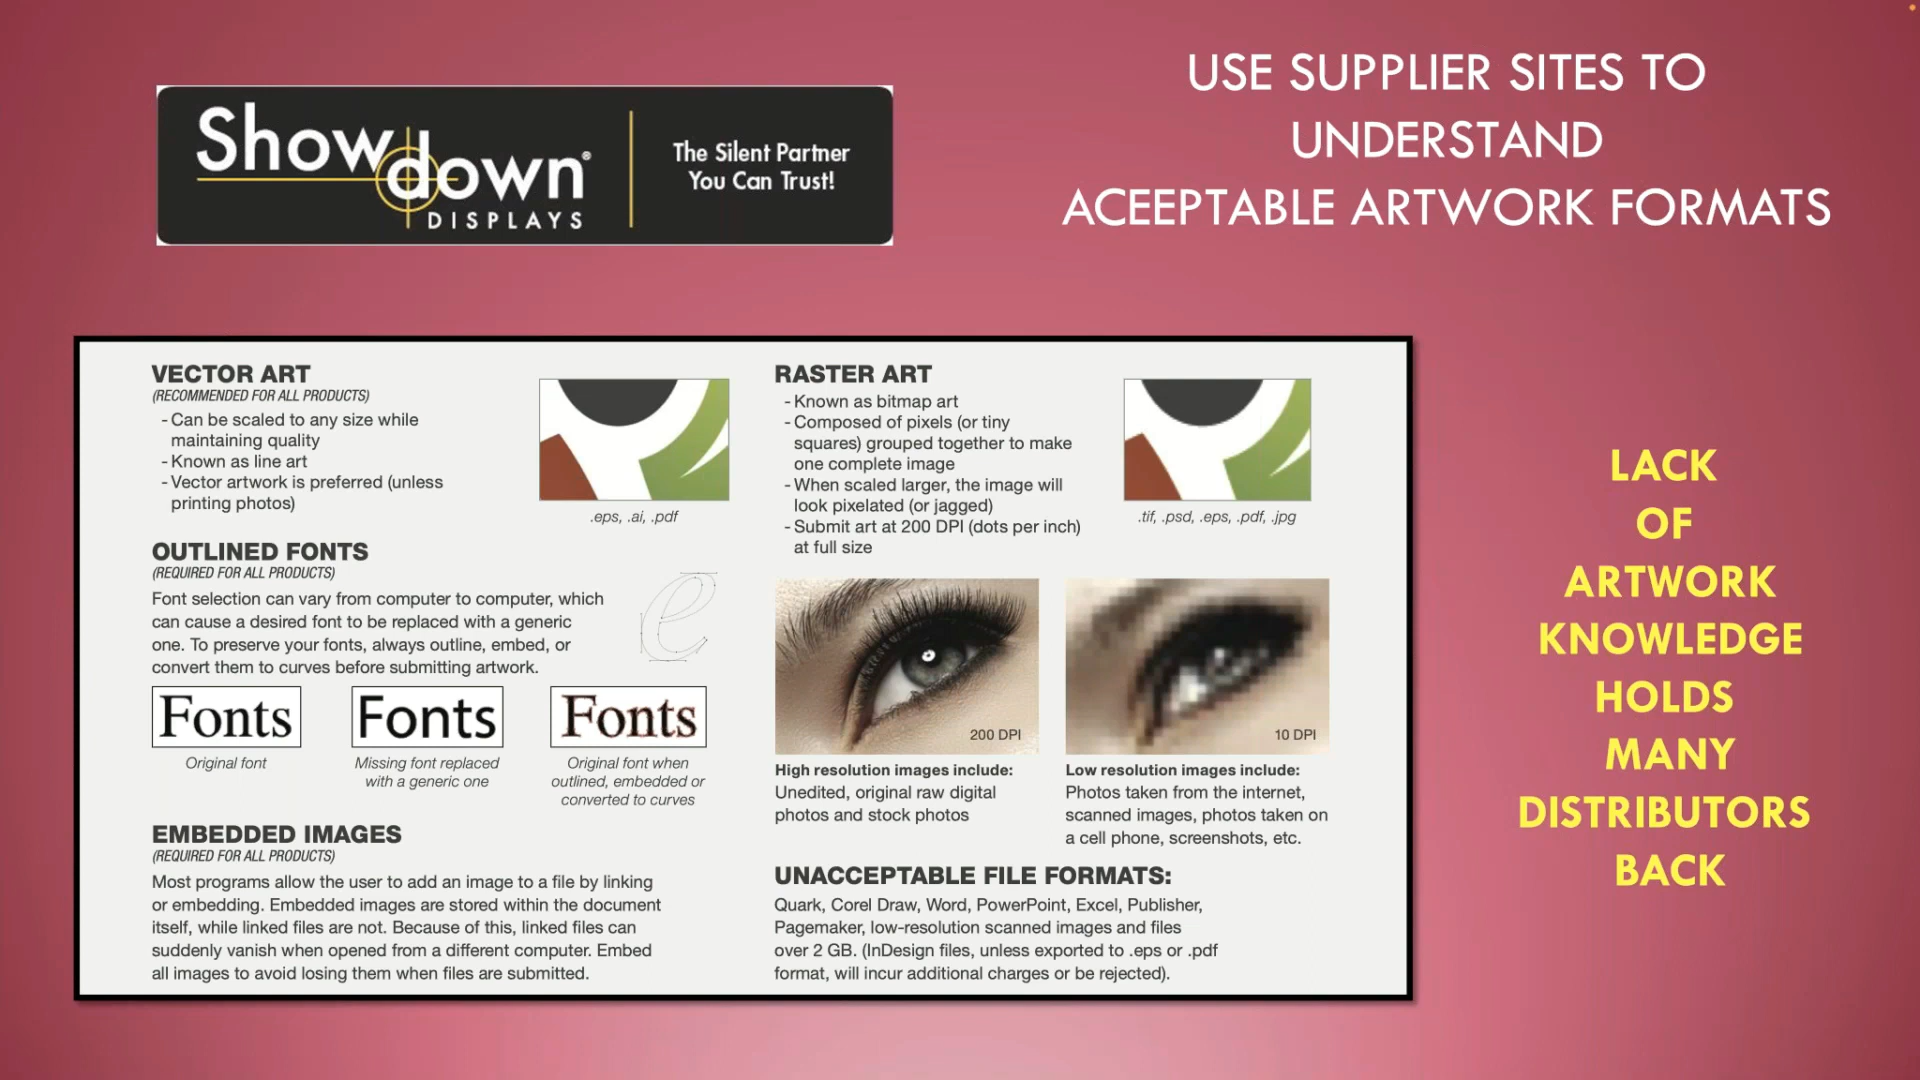 Showdown®
DISPLAYS
The Silent Partner
You Can Trust!
USE SUPPLIER SITES TO
UNDERSTAND
ACEEPTABLE ARTWORK FORMATS
VECTOR ART
(RECOMMENDED FOR ALL PRODUCTS)
- Can be scaled to any size while
maintaining quality
- Known as line art
- Vector artwork is preferred (unless
printing photos)
.eps, .ai, .pdf
OUTLINED FONTS
(REQUIRED FOR ALL PRODUCTS)
Font selection can vary from computer to computer, which
can cause a desired font to be replaced with a generic
one. To preserve your fonts, always outline, embed, or
convert them to curves before submitting artwork.
e
Fonts
Original font
Fonts
Missing font replaced
with a generic one
Fonts
Original font when
outlined, embedded or
converted to curves
EMBEDDED IMAGES
(REQUIRED FOR ALL PRODUCTS)
Most programs allow the user to add an image to a file by linking
or embedding. Embedded images are stored within the document
itself, while linked files are not. Because of this, linked files can
suddenly vanish when opened from a different computer. Embed
all images to avoid losing them when files are submitted.
RASTER ART
- Known as bitmap art
- Composed of pixels (or tiny
squares) grouped together to make
one complete image
- When scaled larger, the image will
look pixelated (or jagged)
- Submit art at 200 DPI (dots per inch)
at full size
.tif, .psd, .eps, .pdf, .jpg
200 DPI
High resolution images include:
Unedited, original raw digital
photos and stock photos
10 DPI
Low resolution images include:
Photos taken from the internet,
scanned images, photos taken on
a cell phone, screenshots, etc.
UNACCEPTABLE FILE FORMATS:
Quark, Corel Draw, Word, PowerPoint, Excel, Publisher,
Pagemaker, low-resolution scanned images and files
over 2 GB. (InDesign files, unless exported to .eps or .pdf
format, will incur additional charges or be rejected).
LACK
OF
ARTWORK
KNOWLEDGE
HOLDS
MANY
DISTRIBUTORS
BACK